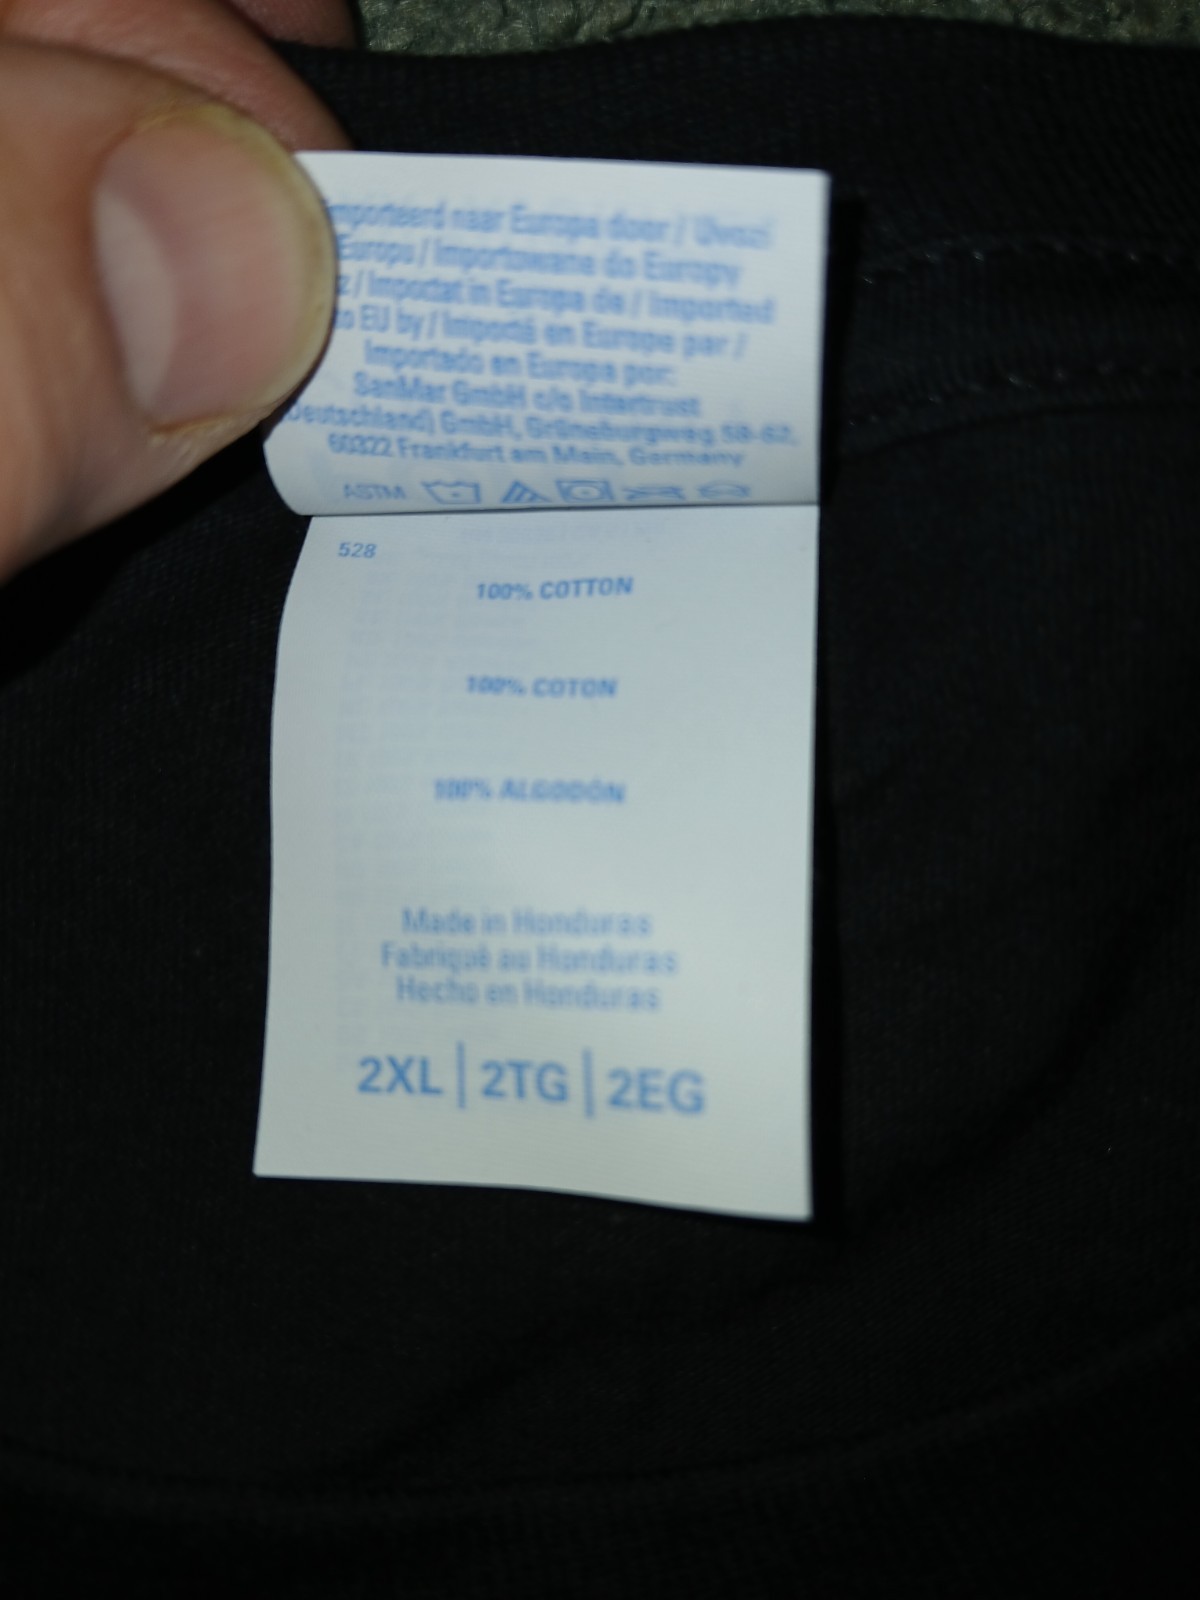 Importeerd naar Europa door / Uvozi
Europu / Importowane do Europy
z / Importat in Europa de / Imported
to EU by / Importé en Europe par /
Importado en Europa por:
SanMar GmbH c/o Intertrust
(Deutschland) GmbH, Grüneburgweg 58-62,
60322 Frankfurt am Main, Germany
ASTM
528
100% COTTON
100% COTON
100% ALGODÓN
Made in Honduras
Fabriqué au Honduras
Hecho en Honduras
2XL | 2TG | 2EG